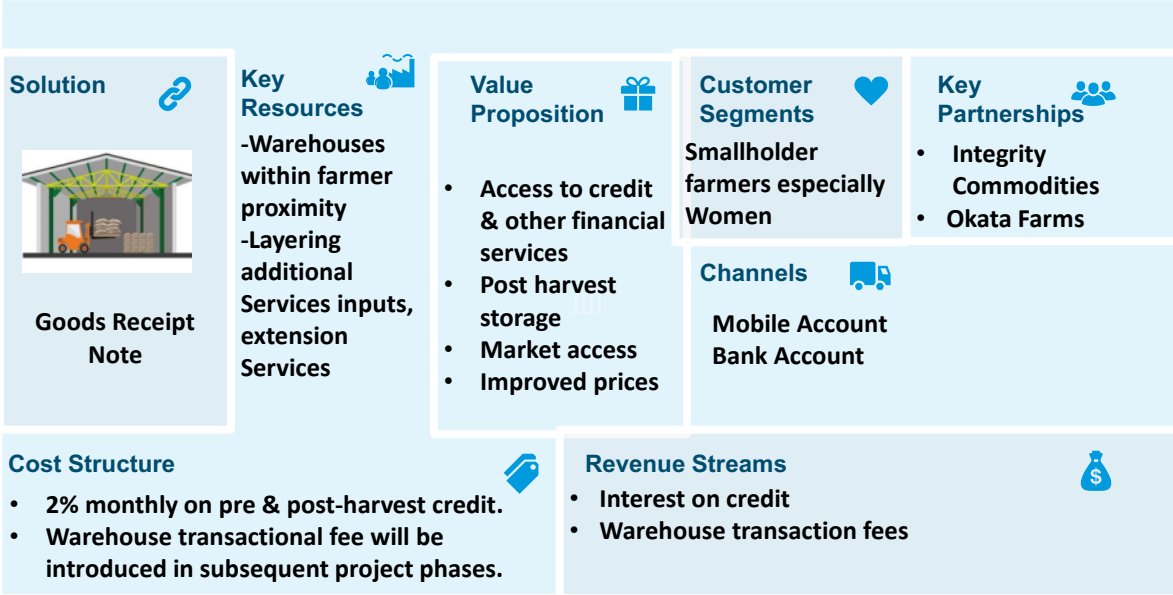 Solution
Goods Receipt
Note
Key
Resources
-Warehouses
within farmer
proximity
-Layering
additional
Services inputs,
extension
Services
Value
Proposition
• Access to credit
& other financial
services
• Post harvest
storage
• Market access
• Improved prices
Customer
Segments
Smallholder
farmers especially
Women
Key
Partnerships
• Integrity
Commodities
• Okata Farms
Channels
Mobile Account
Bank Account
Cost Structure
• 2% monthly on pre & post-harvest credit.
• Warehouse transactional fee will be
introduced in subsequent project phases.
Revenue Streams
$
• Interest on credit
• Warehouse transaction fees